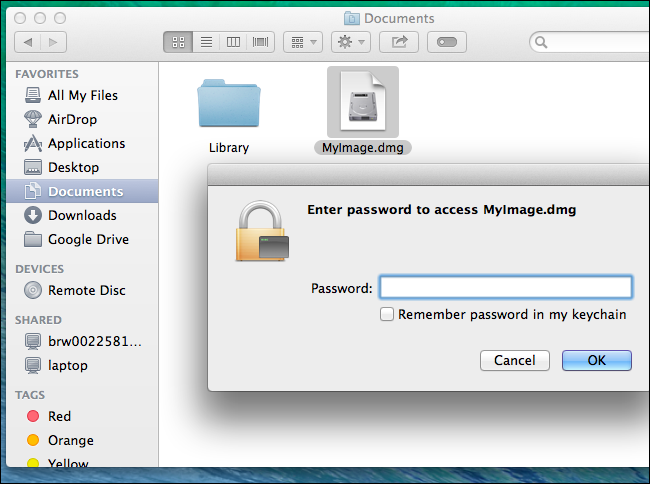 Documents
FAVORITES
All My Files
AirDrop
Applications
Desktop
Documents
Downloads
Google Drive
DEVICES
Remote Disc
SHARED
brw0022581...
laptop
TAGS
Red
Orange
Yellow
Library
MyImage.dmg
Enter password to access MyImage.dmg
Password:
Remember password in my keychain
Cancel OK